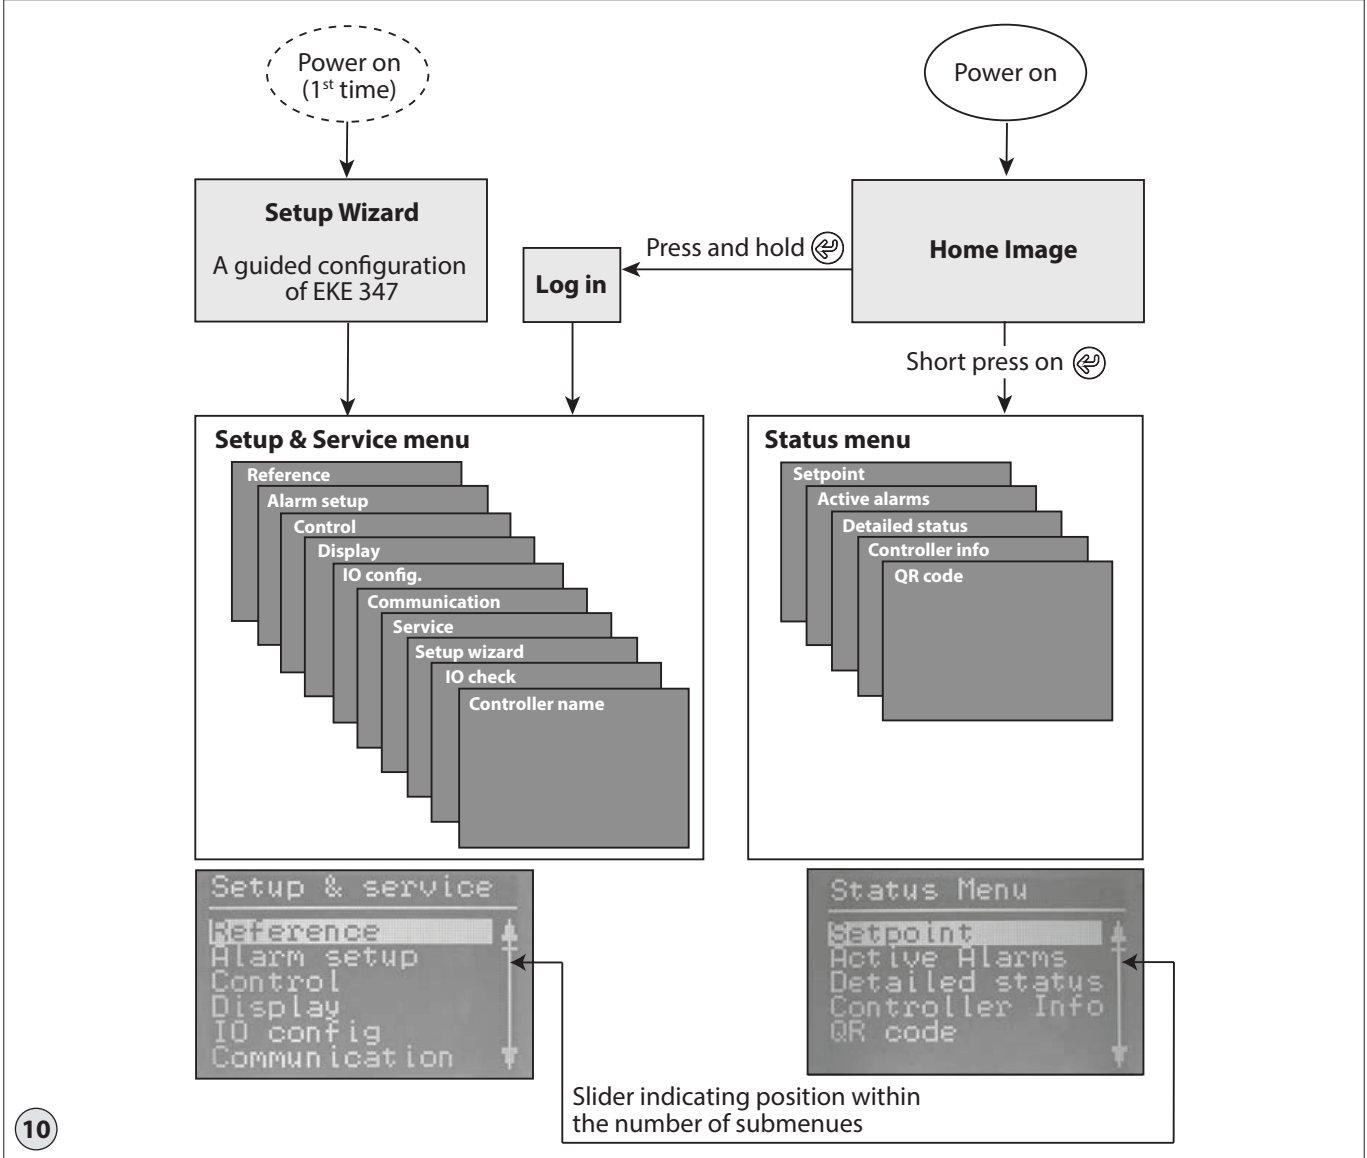 Power on
(1st time)
Power on
Setup Wizard
A guided configuration
of EKE 347
Log in
Press and hold
Home Image
Short press on
Setup & Service menu
Reference
Alarm setup
Control
Display
IO config.
Communication
Service
Setup wizard
IO check
Controller name
Status menu
Setpoint
Active alarms
Detailed status
Controller info
QR code
Setup & service
Reference
Alarm setup
Control
Display
IO config
Communication
Status Menu
Setpoint
Active Alarms
Detailed status
Controller Info
QR code
Slider indicating position within
the number of submenues
10